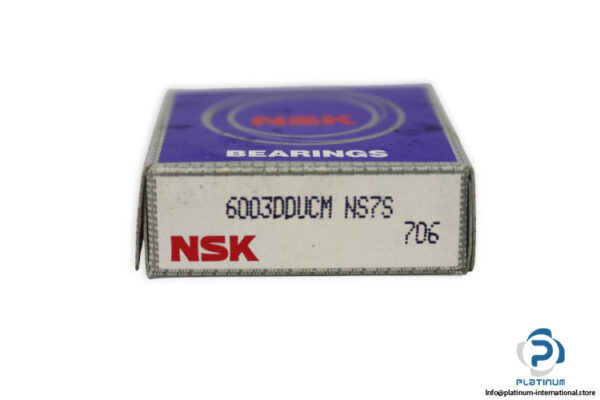 NSK
BEARINGS
6003DDUCM NS7S
706
NSK
PLATINUM
Info@platinum-international.store